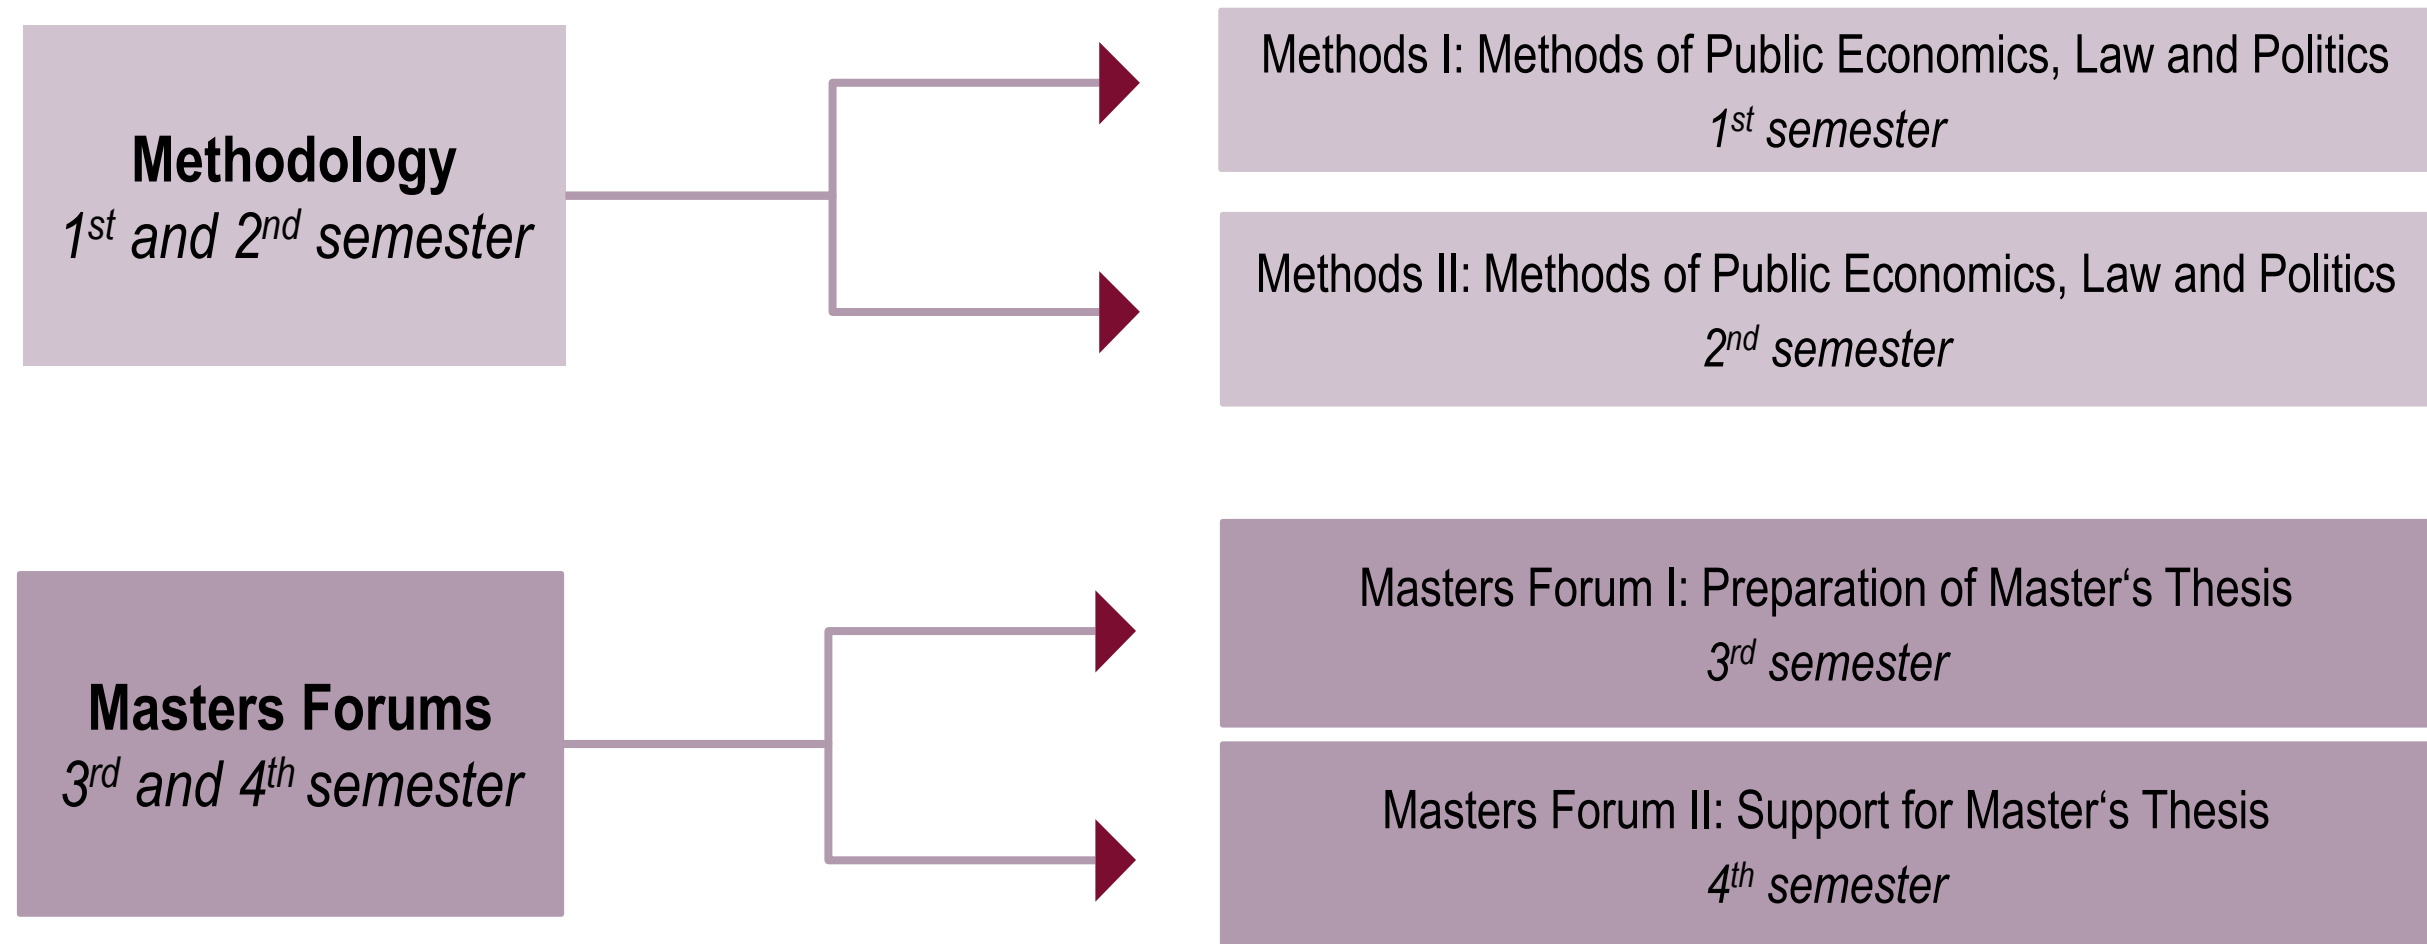 Methodology
1st and 2nd semester
Methods I: Methods of Public Economics, Law and Politics
1st semester
Methods II: Methods of Public Economics, Law and Politics
2nd semester
Masters Forums
3rd and 4th semester
Masters Forum I: Preparation of Master‘s Thesis
3rd semester
Masters Forum II: Support for Master‘s Thesis
4th semester